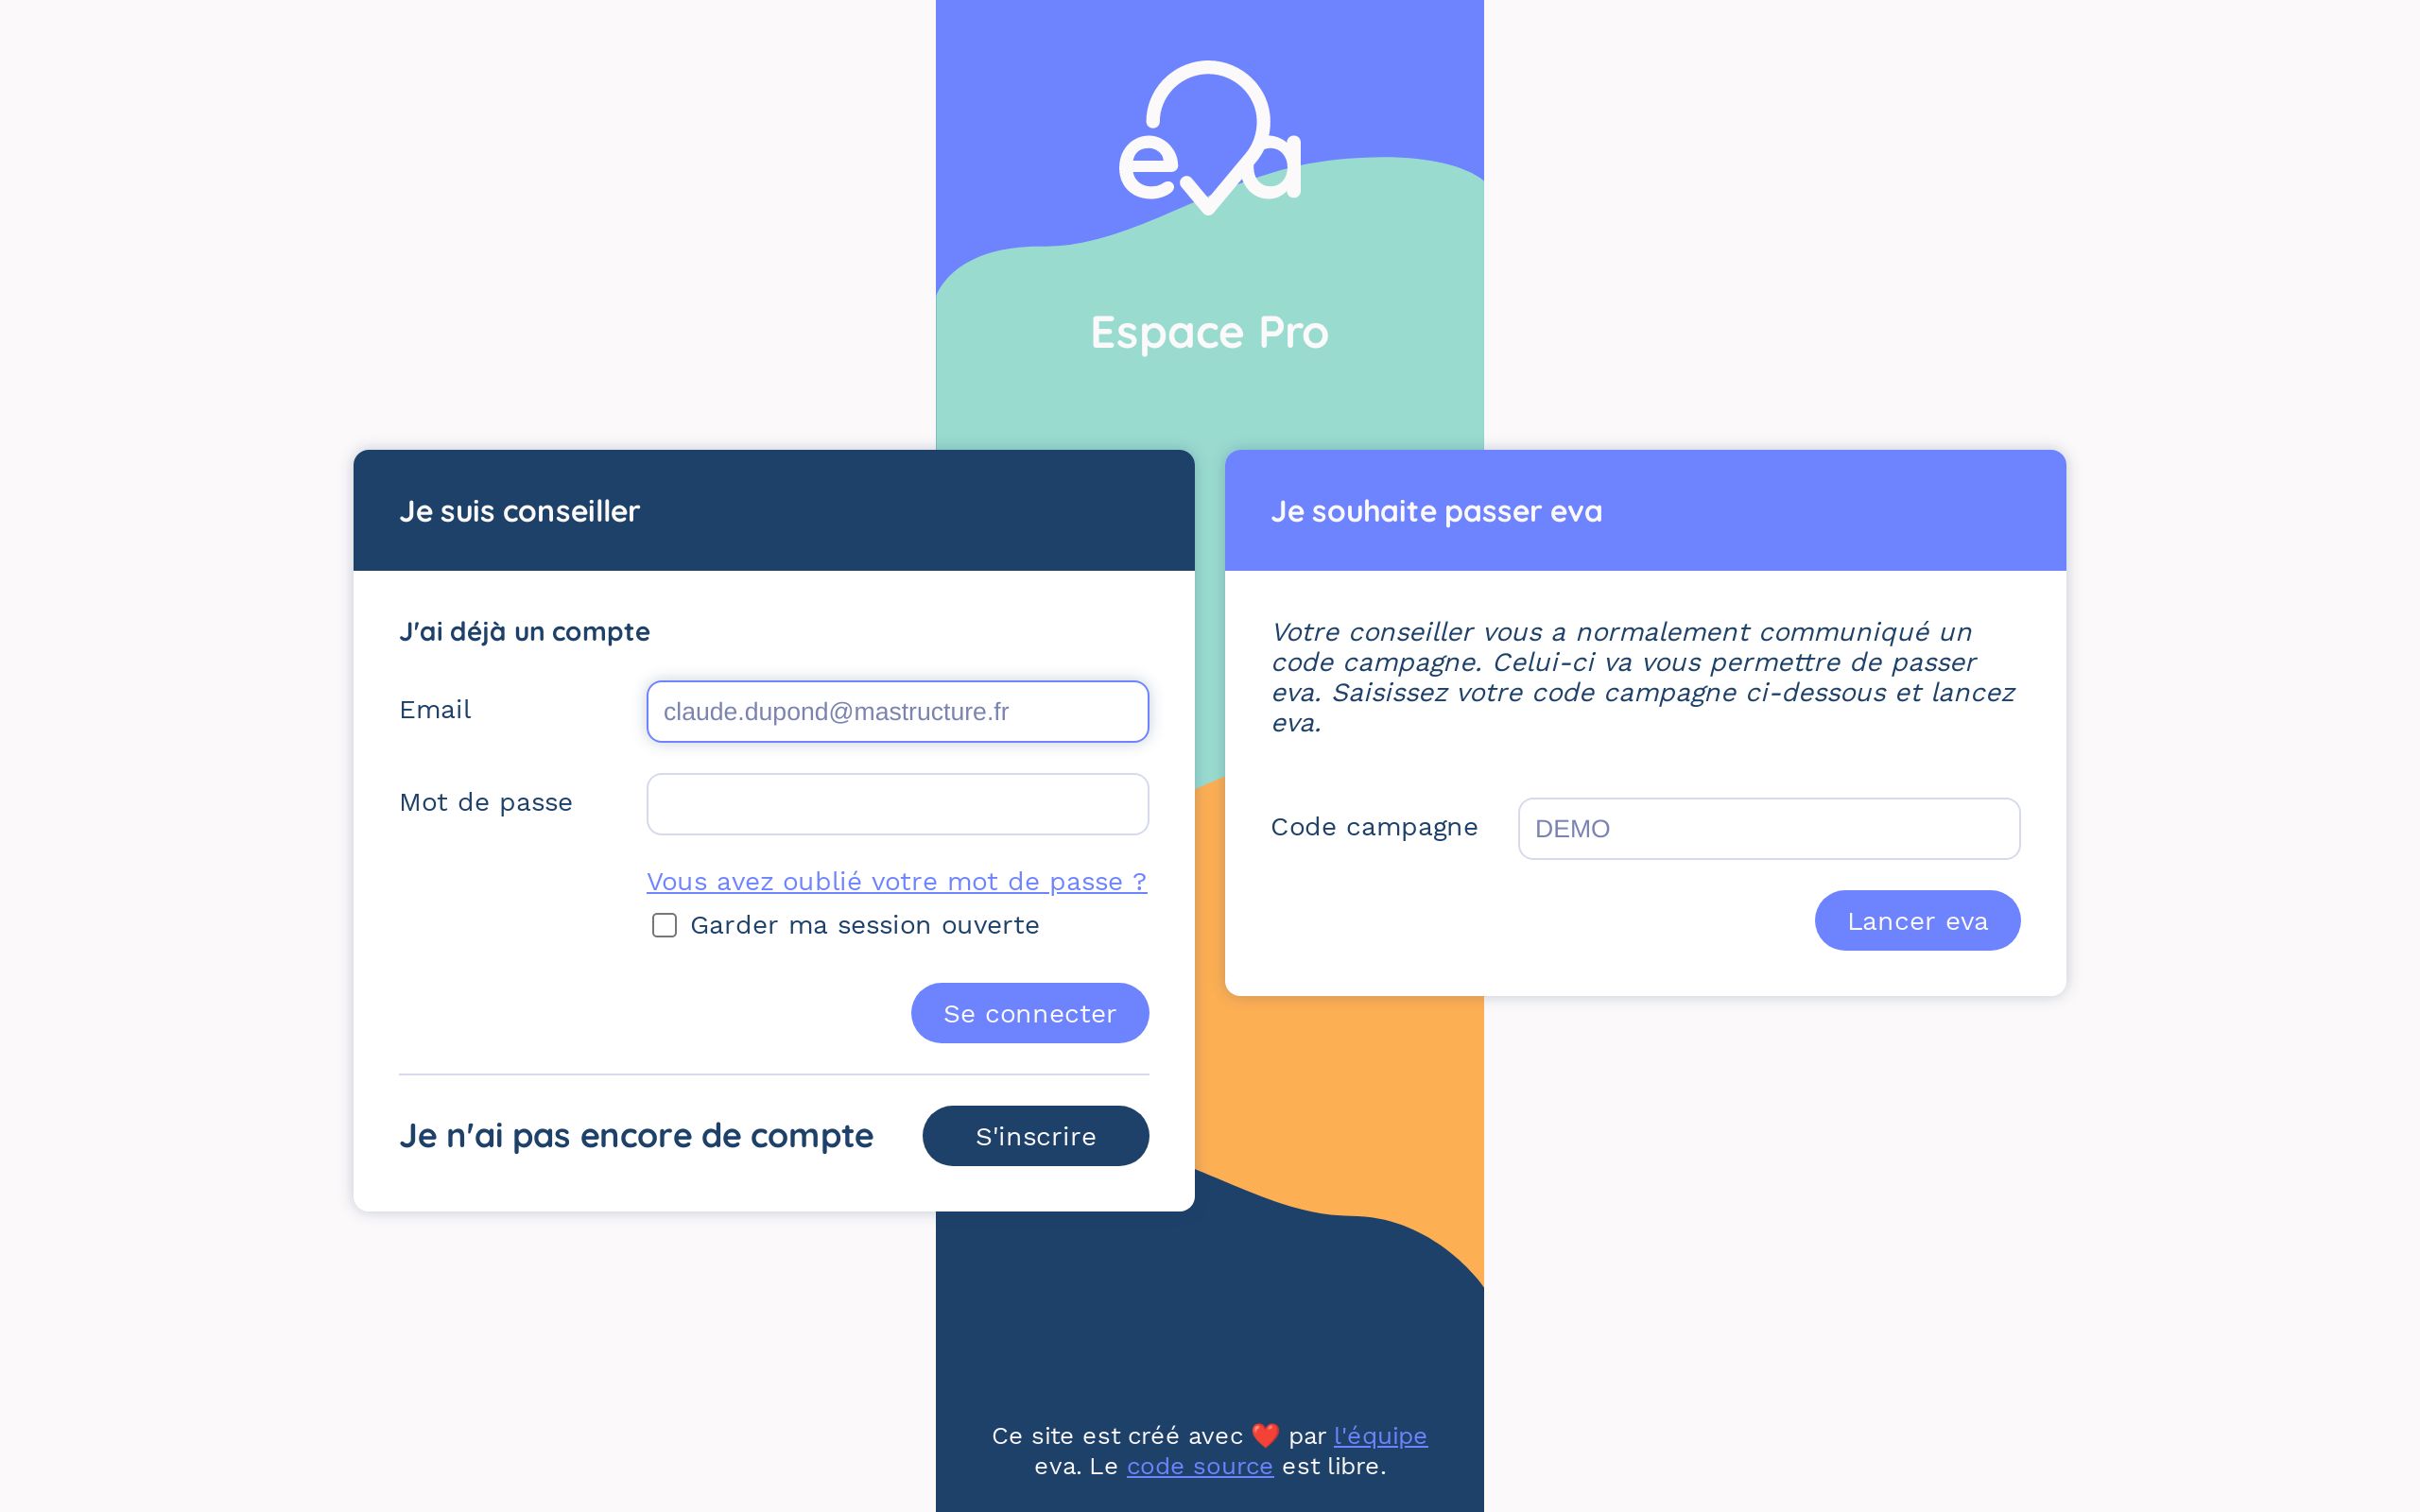 eva
Espace Pro
Je suis conseiller
J'ai déjà un compte
Email
claude.dupond@mastructure.fr
Mot de passe
Vous avez oublié votre mot de passe ?
Garder ma session ouverte
Se connecter
Je n'ai pas encore de compte
S'inscrire
Je souhaite passer eva
Votre conseiller vous a normalement communiqué un
code campagne. Celui-ci va vous permettre de passer
eva. Saisissez votre code campagne ci-dessous et lancez
eva.
Code campagne
DEMO
Lancer eva
Ce site est créé avec ❤️ par l'équipe
eva. Le code source est libre.